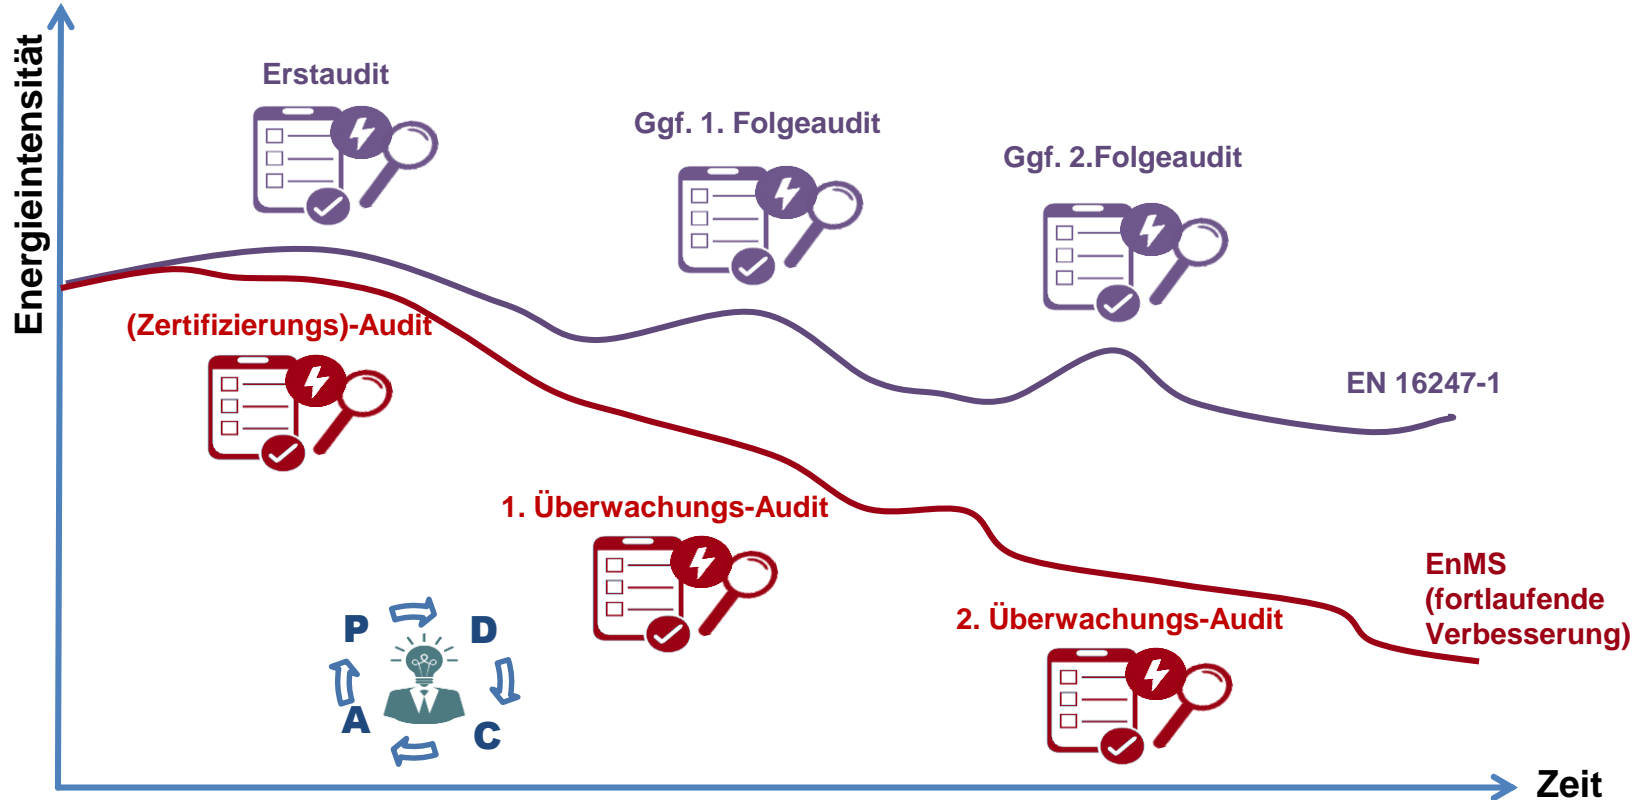 Energieintensität
Erstaudit
Ggf. 1. Folgeaudit
Ggf. 2.Folgeaudit
(Zertifizierungs)-Audit
EN 16247-1
1. Überwachungs-Audit
EnMS
(fortlaufende
Verbesserung)
2. Überwachungs-Audit
P D
A C
Zeit